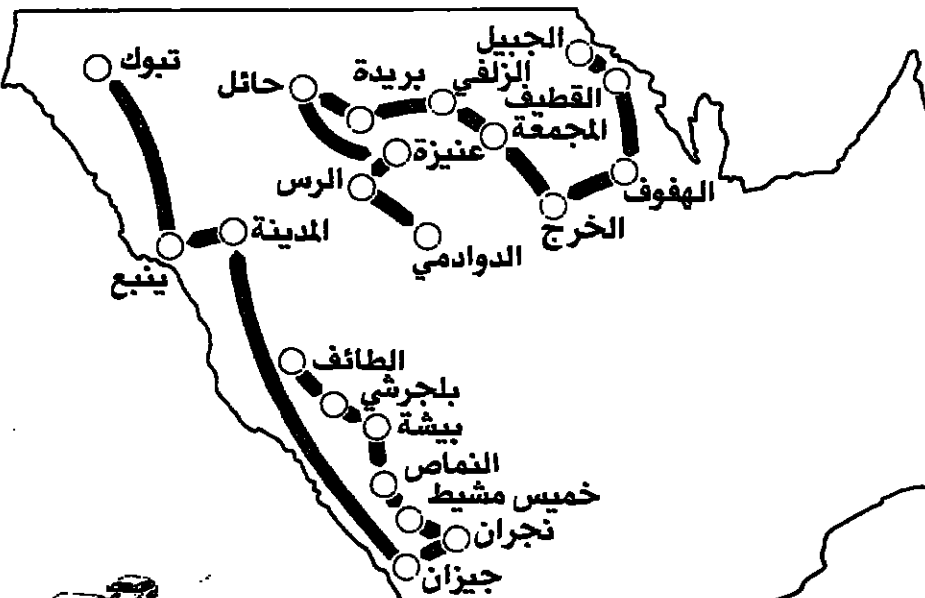 الجبيل
تبوك
الزلفي
بريدة
حائل
القطيف
المجمعة
عنيزة
الرس
الهفوف
الخرج
المدينة
الدوادمي
ينبع
الطائف
بلجرشي
بيشة
النماص
خميس مشيط
نجران
جيزان